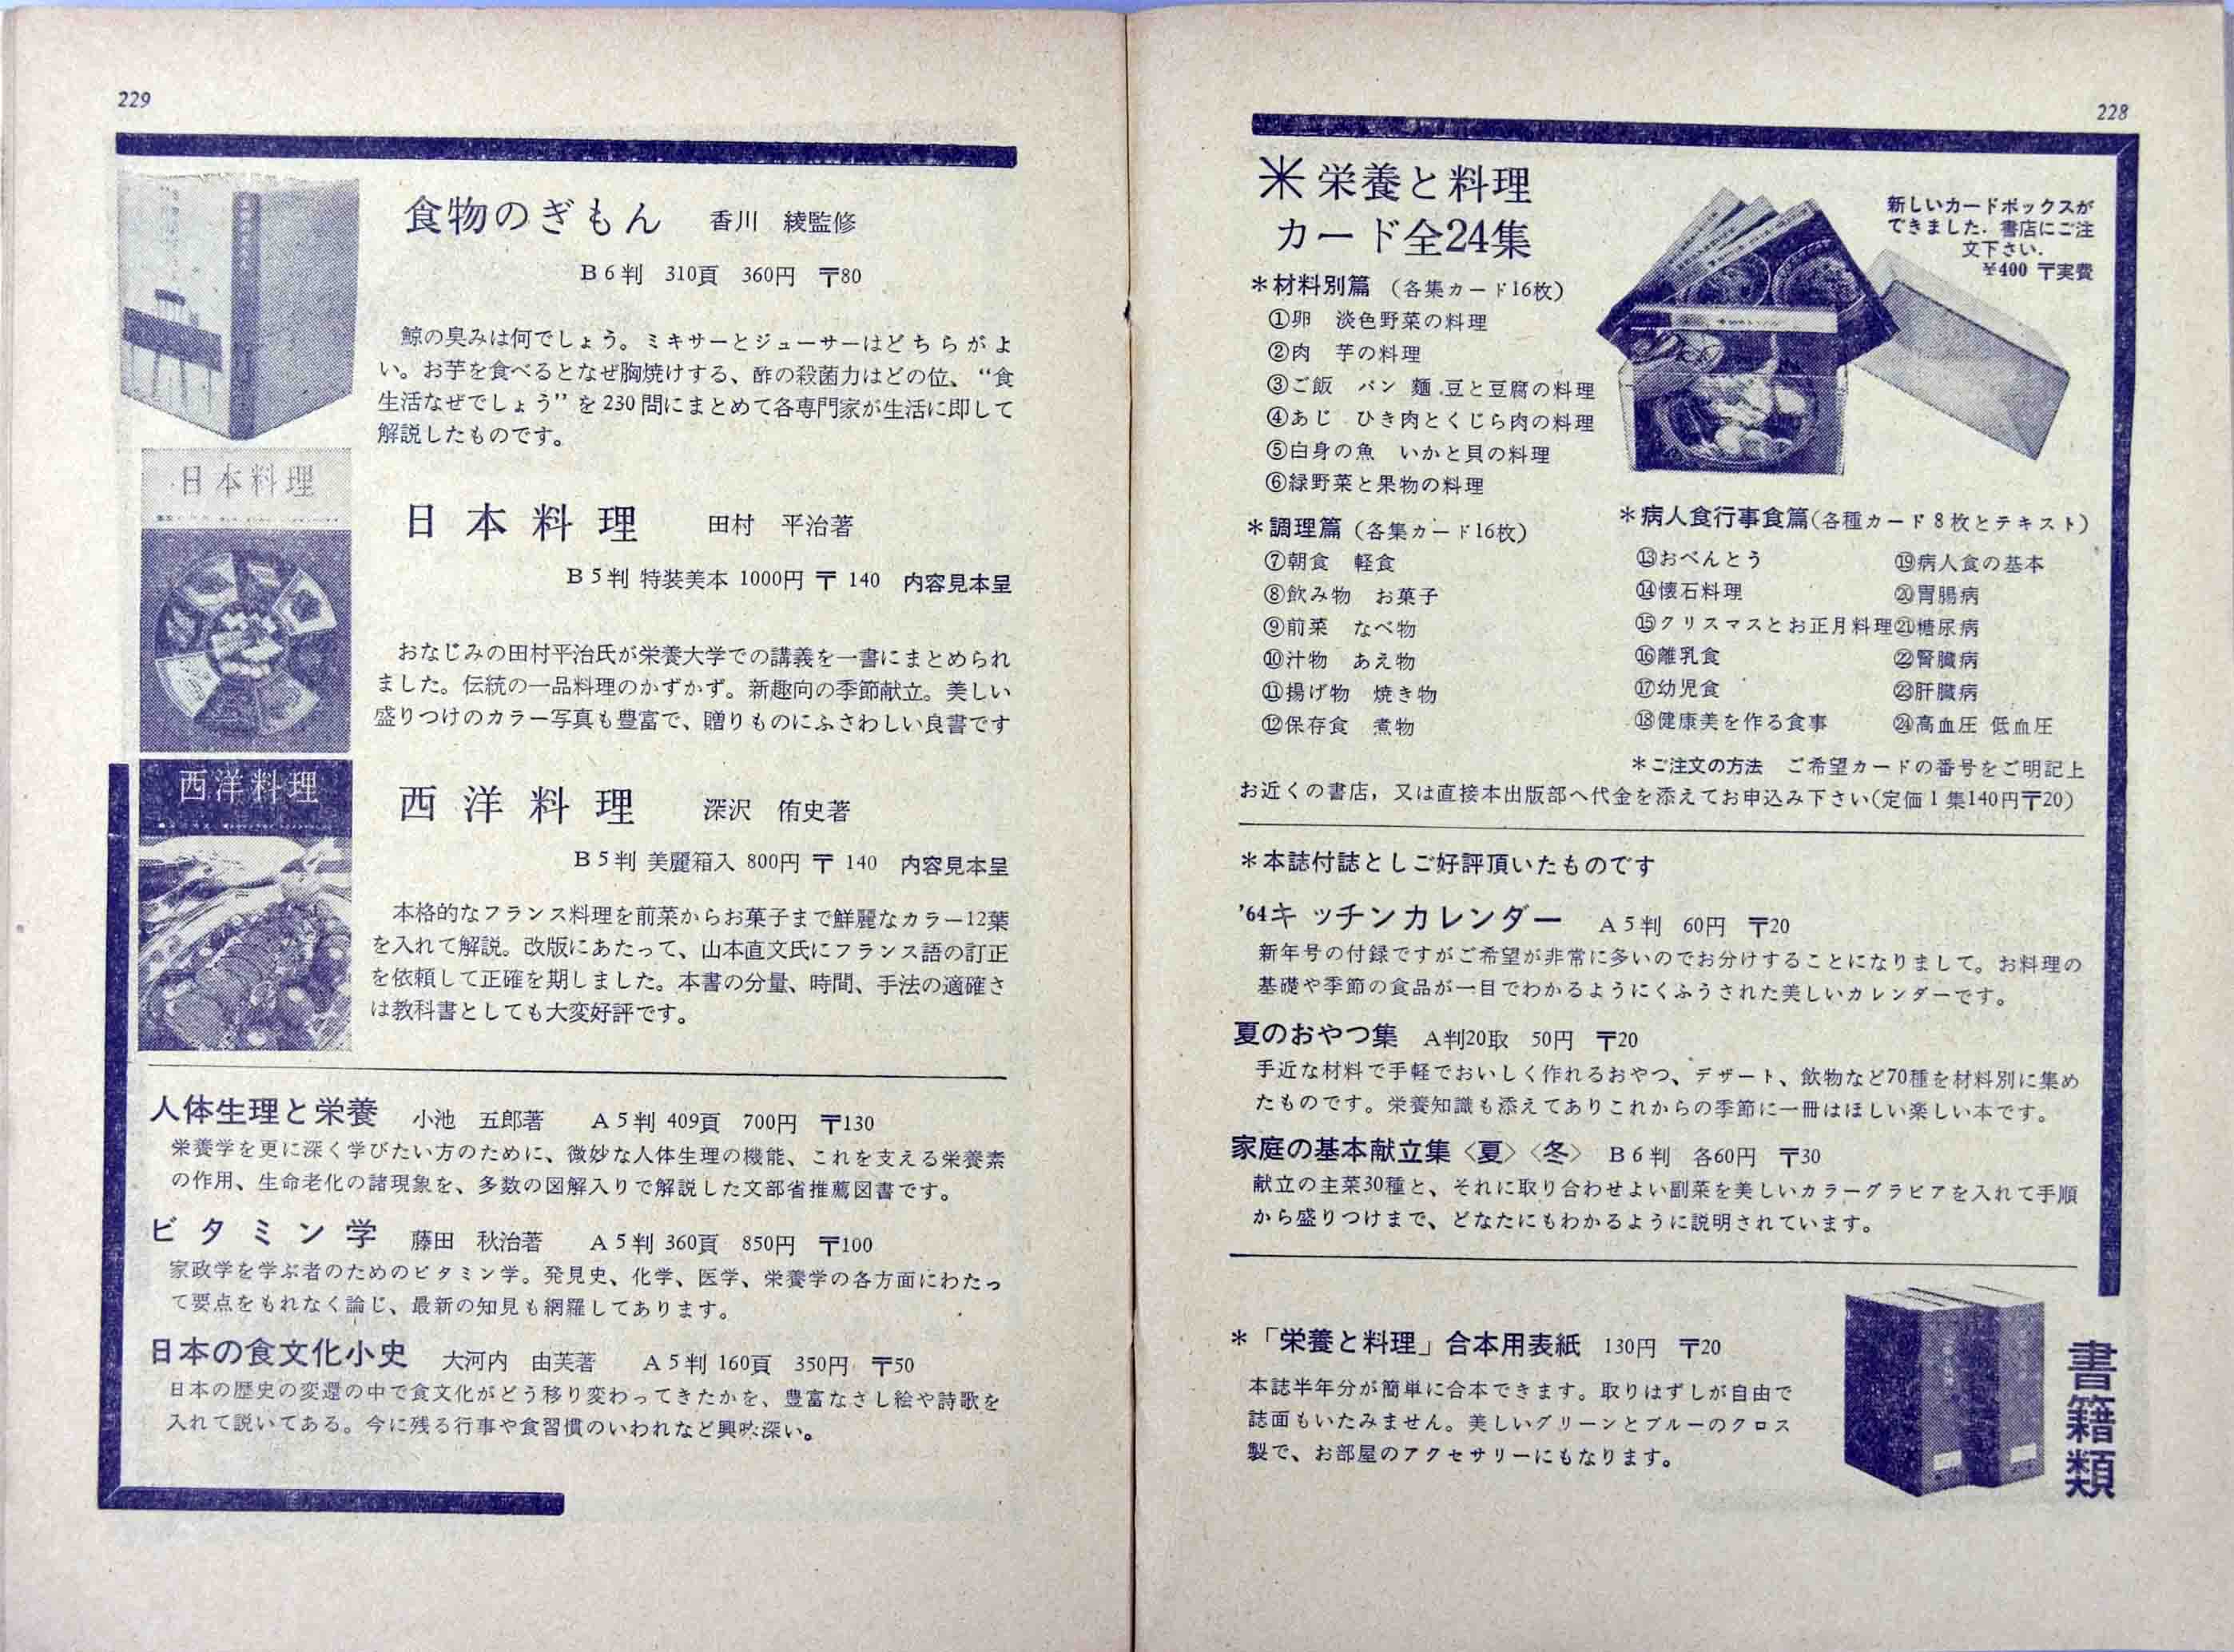 228
米栄養と料理
カード全24集
新しいカードボックスが
できました．書店にご注
文下さい．
¥400 〒実費
＊材料別篇（各集カード16枚）
①卵　淡色野菜の料理
②肉　芋の料理
③ご飯　パン　麵　豆と豆腐の料理
④あじ　ひき肉とくじら肉の料理
⑤白身の魚　いかと貝の料理
⑥緑野菜と果物の料理
＊調理篇（各集カード16枚）
⑦朝食　軽食
⑧飲み物　お菓子
⑨前菜　なべ物
⑩汁物　あえ物
⑪揚げ物　焼き物
⑫保存食　煮物
＊病人食行事食篇（各種カード８枚とテキスト）
⑬おべんとう
⑭懐石料理
⑮クリスマスとお正月料理
⑯離乳食
⑰幼児食
⑱健康美を作る食事
⑲病人食の基本
⑳胃腸病
㉑糖尿病
㉒腎臓病
㉓肝臓病
㉔高血圧 低血圧
＊ご注文の方法　ご希望カードの番号をご明記上
お近くの書店，又は直接本出版部へ代金を添えてお申込み下さい（定価１集140円〒20）
＊本誌付誌としご好評頂いたものです
'64キッチンカレンダー　A５判　60円　〒20
新年号の付録ですがご希望が非常に多いのでお分けすることになりまして。お料理の
基礎や季節の食品が一目でわかるようにくふうされた美しいカレンダーです。
夏のおやつ集　A判20取　50円　〒20
手近な材料で手軽でおいしく作れるおやつ、デザート、飲物など70種を材料別に集め
たものです。栄養知識も添えてありこれからの季節に一冊はほしい楽しい本です。
家庭の基本献立集〈夏〉〈冬〉　B６判　各60円　〒30
献立の主菜30種と、それに取り合わせよい副菜を美しいカラーグラビアを入れて手順
から盛りつけまで、どなたにもわかるように説明されています。
＊「栄養と料理」合本用表紙　130円　〒20
本誌半年分が簡単に合本できます。取りはずしが自由で
誌面もいたみません。美しいグリーンとブルーのクロス
製で、お部屋のアクセサリーにもなります。
書籍類
229
食物のぎもん　香川　綾監修
B６判　310頁　360円　〒80
鯨の臭みは何でしょう。ミキサーとジューサーはどちらがよ
い。お芋を食べるとなぜ胸焼けする、酢の殺菌力はどの位、“食
生活なぜでしょう”を230問にまとめて各専門家が生活に即して
解説したものです。
日本料理
日本料理　田村　平治著
B５判 特装美本 1000円 〒 140　内容見本呈
おなじみの田村平治氏が栄養大学での講義を一書にまとめられ
ました。伝統の一品料理のかずかず。新趣向の季節献立。美しい
盛りつけのカラー写真も豊富で、贈りものにふさわしい良書です
西洋料理
西洋料理　深沢　侑史著
B５判 美麗箱入 800円 〒 140　内容見本呈
本格的なフランス料理を前菜からお菓子まで鮮麗なカラー12葉
を入れて解説。改版にあたって、山本直文氏にフランス語の訂正
を依頼して正確を期しました。本書の分量、時間、手法の適確さ
は教科書としても大変好評です。
人体生理と栄養　小池　五郎著　A５判 409頁　700円　〒130
栄養学を更に深く学びたい方のために、微妙な人体生理の機能、これを支える栄養素
の作用、生命老化の諸現象を、多数の図解入りで解説した文部省推薦図書です。
ビタミン学　藤田　秋治著　A５判 360頁　850円　〒100
家政学を学ぶ者のためのビタミン学。発見史、化学、医学、栄養学の各方面にわたっ
て要点をもれなく論じ、最新の知見も網羅してあります。
日本の食文化小史　大河内　由芙著　A５判 160頁　350円　〒50
日本の歴史の変還の中で食文化がどう移り変わってきたかを、豊富なさし絵や詩歌を
入れて説いてある。今に残る行事や食習慣のいわれなど興味深い。